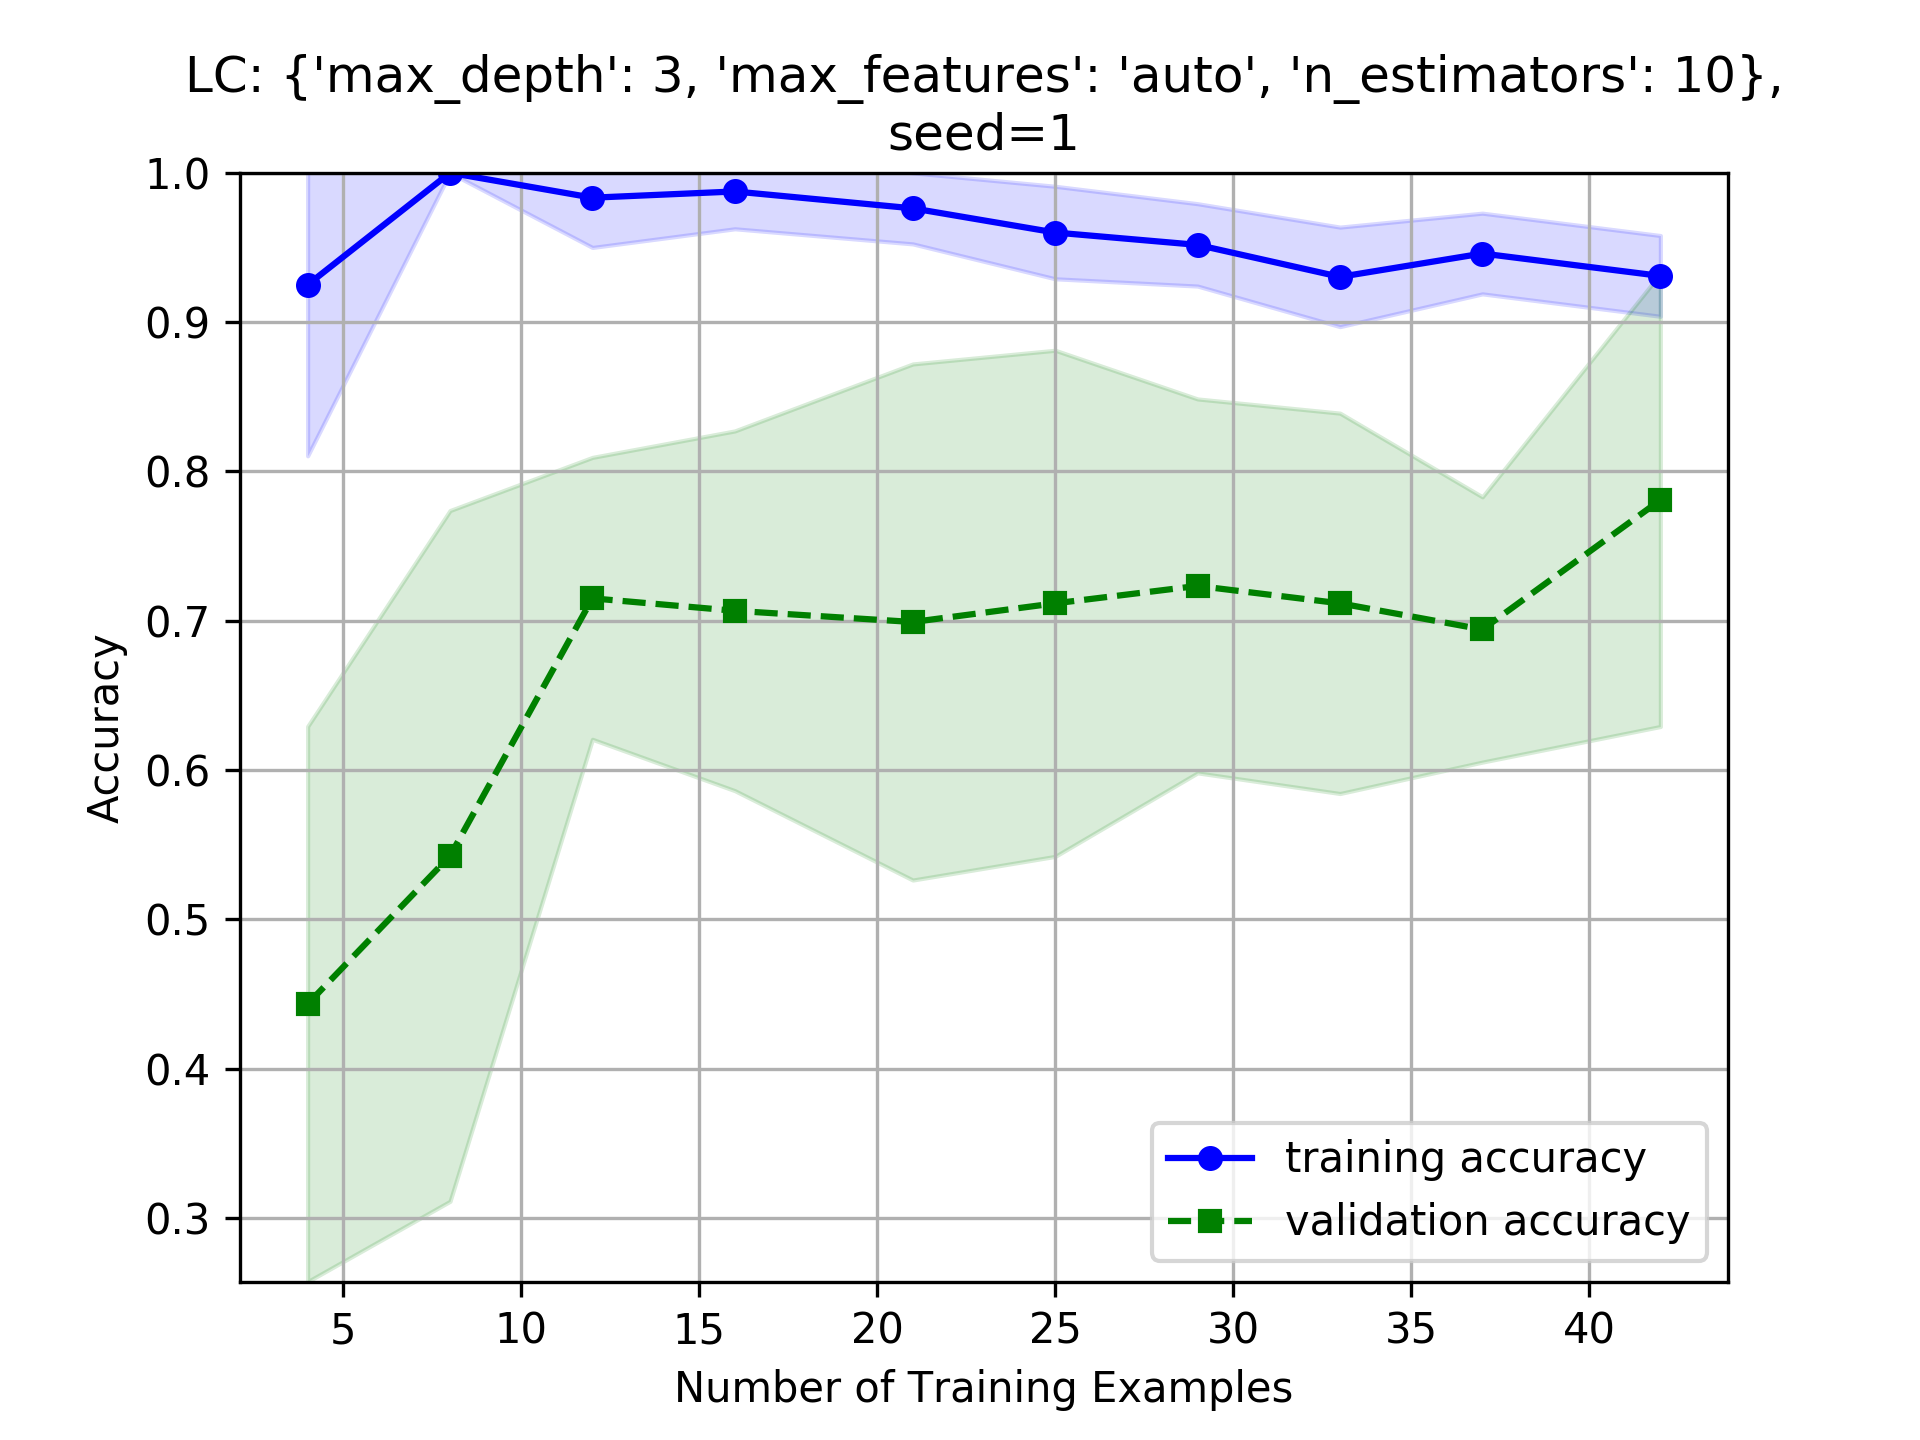 LC: {'max_depth': 3, 'max_features': 'auto', 'n_estimators': 10},
seed=1
1.0
0.9
0.8
0.7
0.6
0.5
0.4
0.3
Accuracy
training accuracy
validation accuracy
5 10 15 20 25 30 35 40
Number of Training Examples